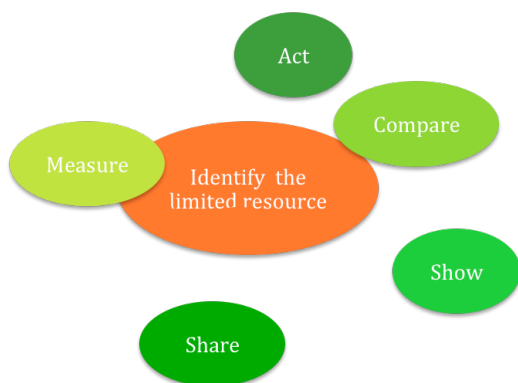 Act
Compare
Measure
Identify the
limited resource
Show
Share